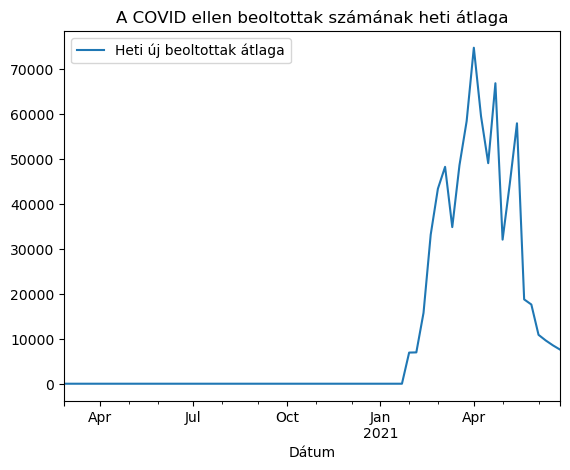 A COVID ellen beoltottak számának heti átlaga
Heti új beoltottak átlaga
70000
60000
50000
40000
30000
20000
10000
0
Apr Jul Oct Jan Apr
2021
Dátum